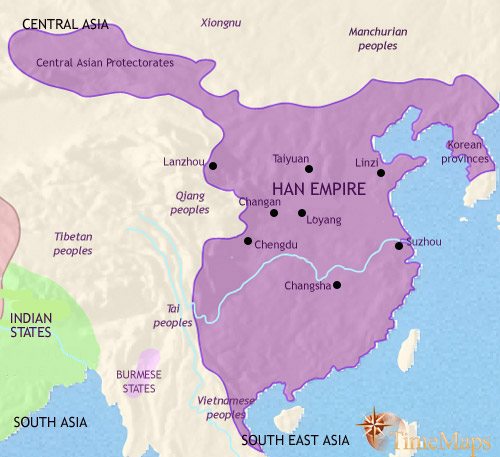 CENTRAL ASIA
Xiongnu
Manchurian
peoples
Central Asian Protectorates
Lanzhou
Taiyuan
Linzi
Korean
provinces
Qiang
peoples
HAN EMPIRE
Changan
Loyang
Tibetan
peoples
Chengdu
Suzhou
Changsha
Tai
peoples
INDIAN
STATES
BURMESE
STATES
Vietnamese
peoples
SOUTH ASIA
SOUTH EAST ASIA
TimeMaps